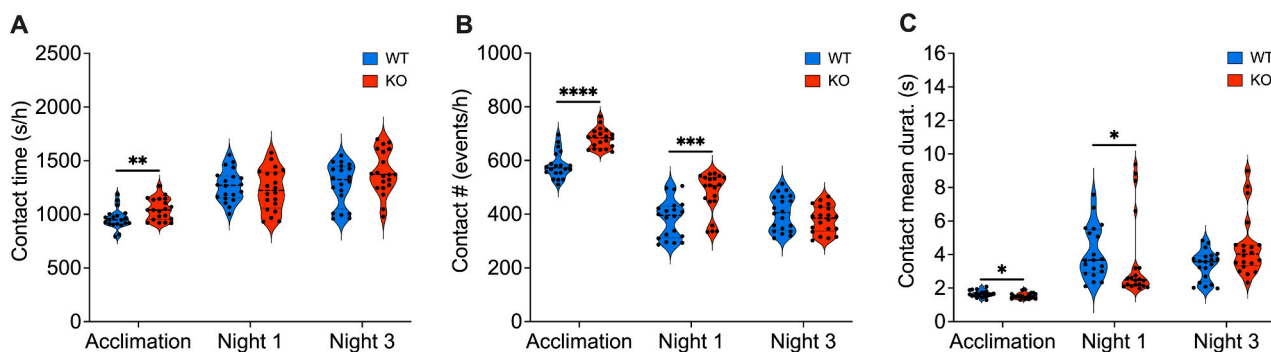 A
Contact time (s/h)
2500
2000
1500
1000
500
0
**
WT
KO
Acclimation Night 1 Night 3
B
Contact # (events/h)
1000
800
600
400
200
0
****
***
WT
KO
Acclimation Night 1 Night 3
C
Contact mean durat. (s)
16
14
12
10
8
6
4
2
0
*
*
WT
KO
Acclimation Night 1 Night 3